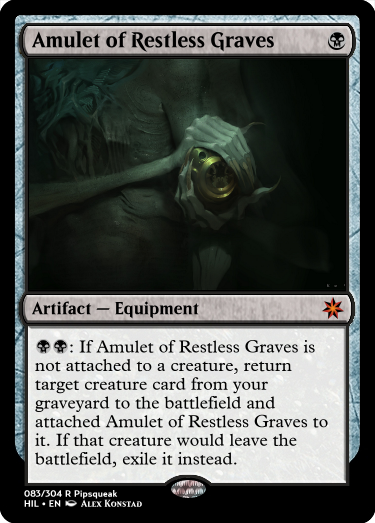 Amulet of Restless Graves
Artifact — Equipment
: If Amulet of Restless Graves is
not attached to a creature, return
target creature card from your
graveyard to the battlefield and
attached Amulet of Restless Graves to
it. If that creature would leave the
battlefield, exile it instead.
083/304 R Pipsqueak
HIL • EN Alex Konstad